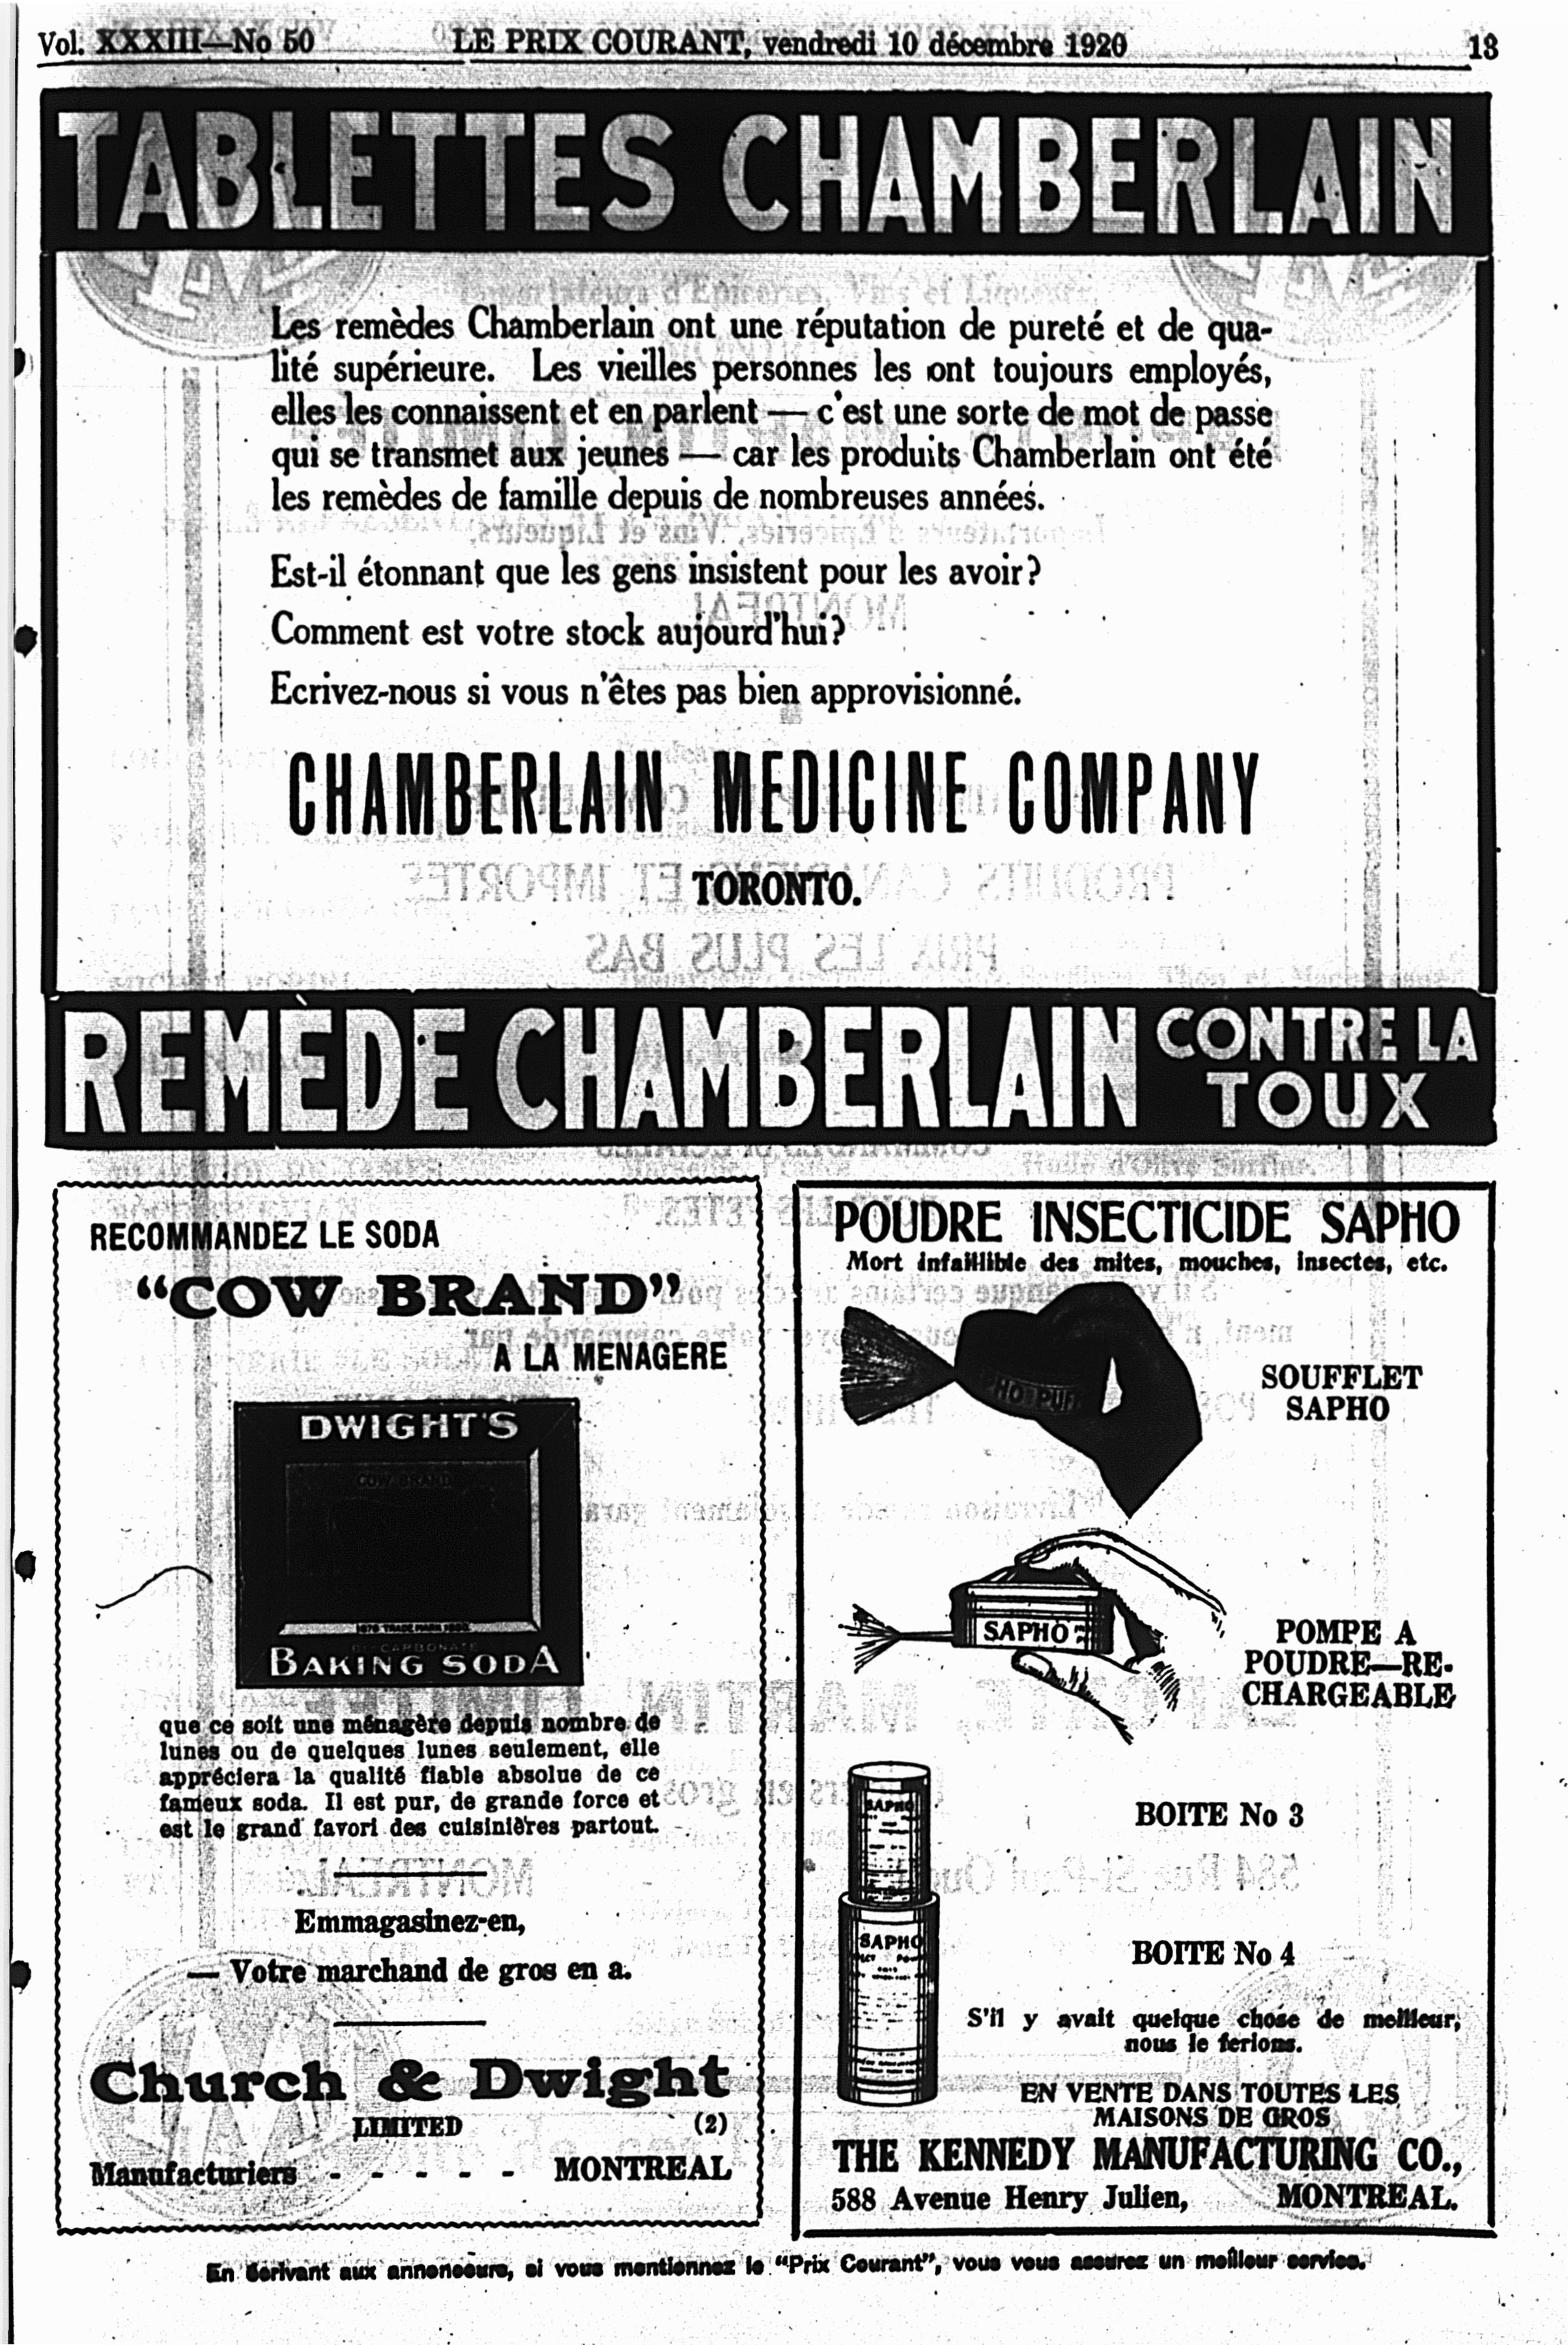 Vol. XXXIII—No 50 LE PRIX COURANT, vendredi 10 décembre 1920 13
TABLETTES CHAMBERLAIN
Les remèdes Chamberlain ont une réputation de pureté et de qua-
lité supérieure. Les vieilles personnes les ont toujours employés,
elles les connaissent et en parlent — c'est une sorte de mot de passe
qui se transmet aux jeunes — car les produits Chamberlain ont été
les remèdes de famille depuis de nombreuses années.
Est-il étonnant que les gens insistent pour les avoir?
Comment est votre stock aujourd'hui?
Ecrivez-nous si vous n'êtes pas bien approvisionné.
CHAMBERLAIN MEDICINE COMPANY
TORONTO.
REMÈDE CHAMBERLAIN CONTRE LA
TOUX
RECOMMANDEZ LE SODA
"COW BRAND"
A LA MENAGERE
DWIGHT'S
COW BRAND
1876 TRADE MARK
BI-CARBONATE
BAKING SODA
que ce soit une ménagère depuis nombre de
lunes ou de quelques lunes seulement, elle
appréciera la qualité fiable absolue de ce
fameux soda. Il est pur, de grande force et
est le grand favori des cuisinières partout.
Emmagasinez-en,
— Votre marchand de gros en a.
Church & Dwight
LIMITED (2)
Manufacturiers - - - - - MONTREAL
POUDRE INSECTICIDE SAPHO
Mort infaillible des mites, mouches, insectes, etc.
PHO PUF
SOUFFLET
SAPHO
SAPHO
POMPE A
POUDRE—RE-
CHARGEABLE
SAPHO
BOITE No 3
SAPHO
BOITE No 4
S'il y avait quelque chose de meilleur,
nous le ferions.
EN VENTE DANS TOUTES LES
MAISONS DE GROS
THE KENNEDY MANUFACTURING CO.,
588 Avenue Henry Julien, MONTREAL.
En écrivant aux annonceurs, si vous mentionnez le "Prix Courant", vous vous assurez un meilleur service.